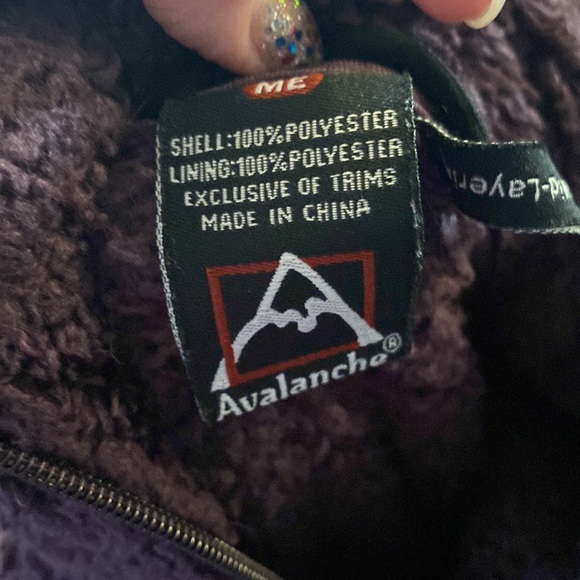 ME
SHELL:100%POLYESTER
LINING:100%POLYESTER
EXCLUSIVE OF TRIMS
MADE IN CHINA
Avalanche®